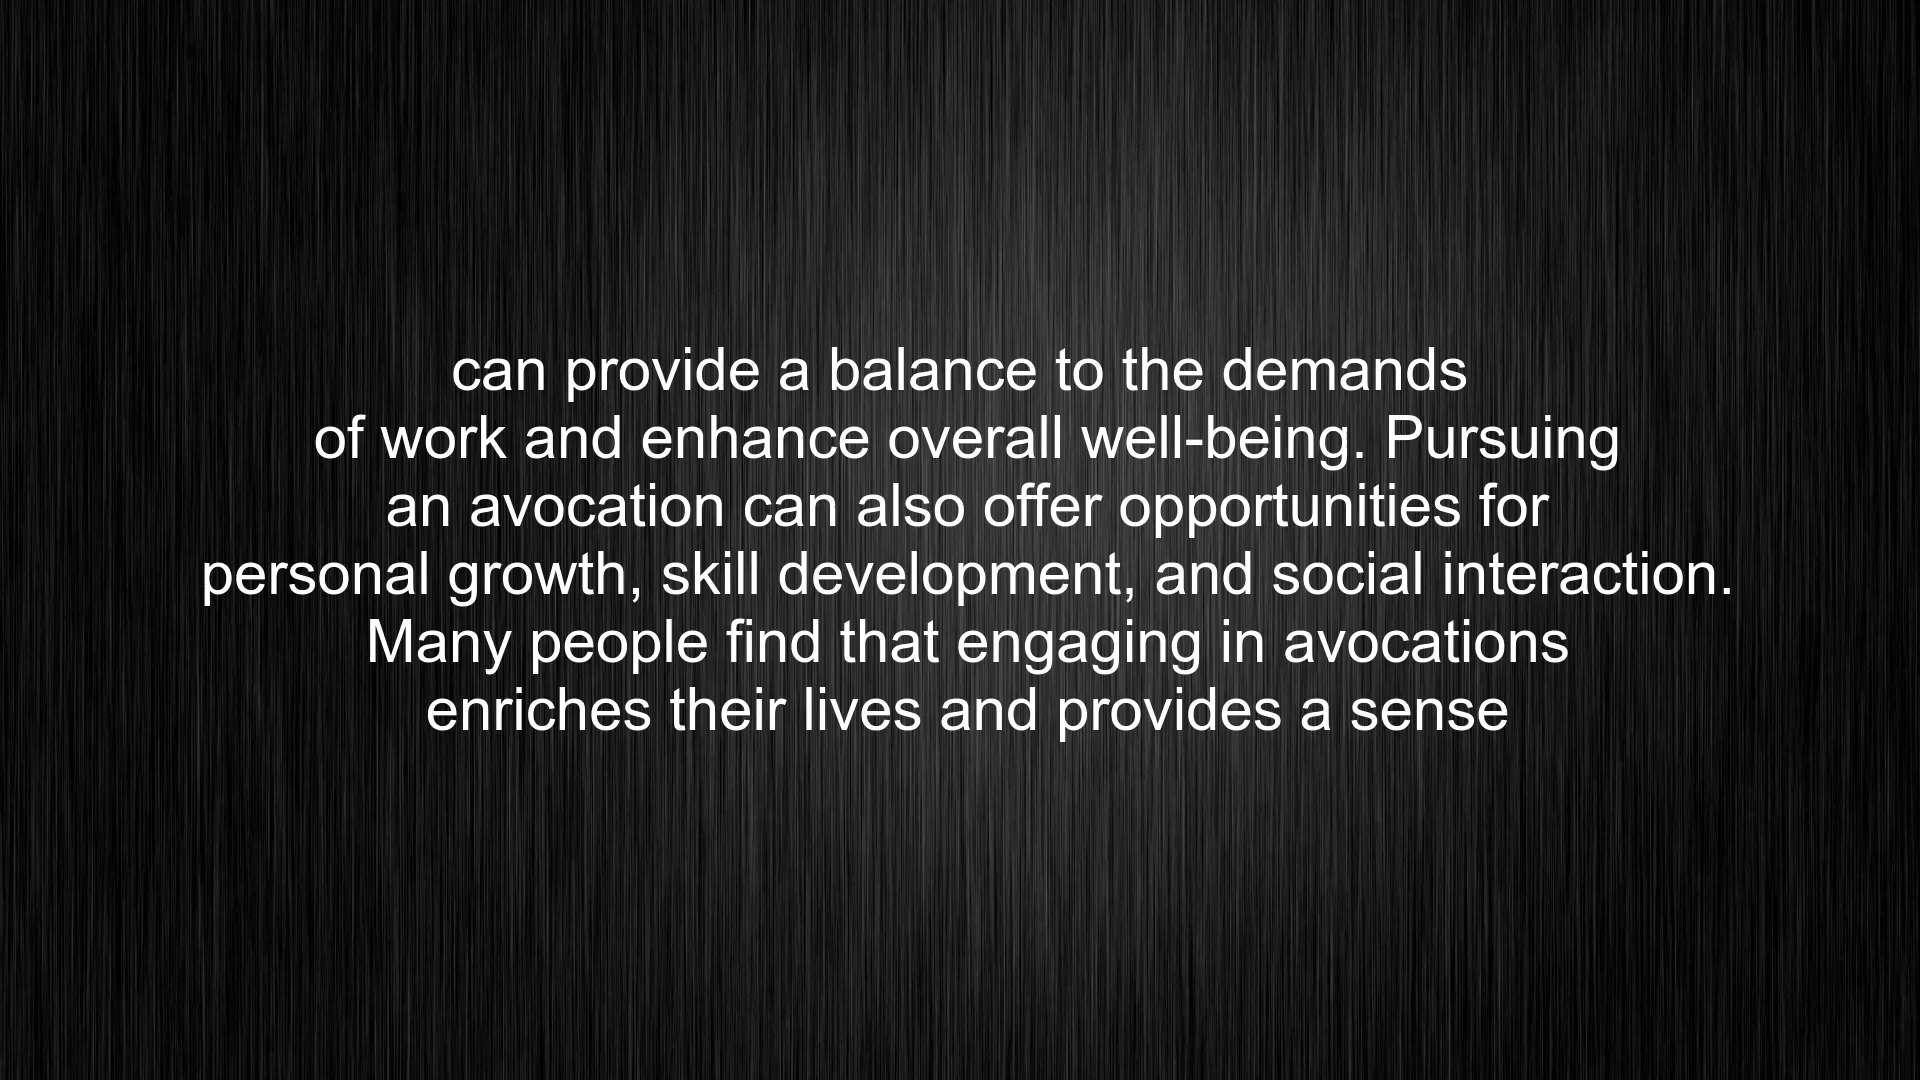 can provide a balance to the demands
of work and enhance overall well-being. Pursuing
an avocation can also offer opportunities for
personal growth, skill development, and social interaction.
Many people find that engaging in avocations
enriches their lives and provides a sense